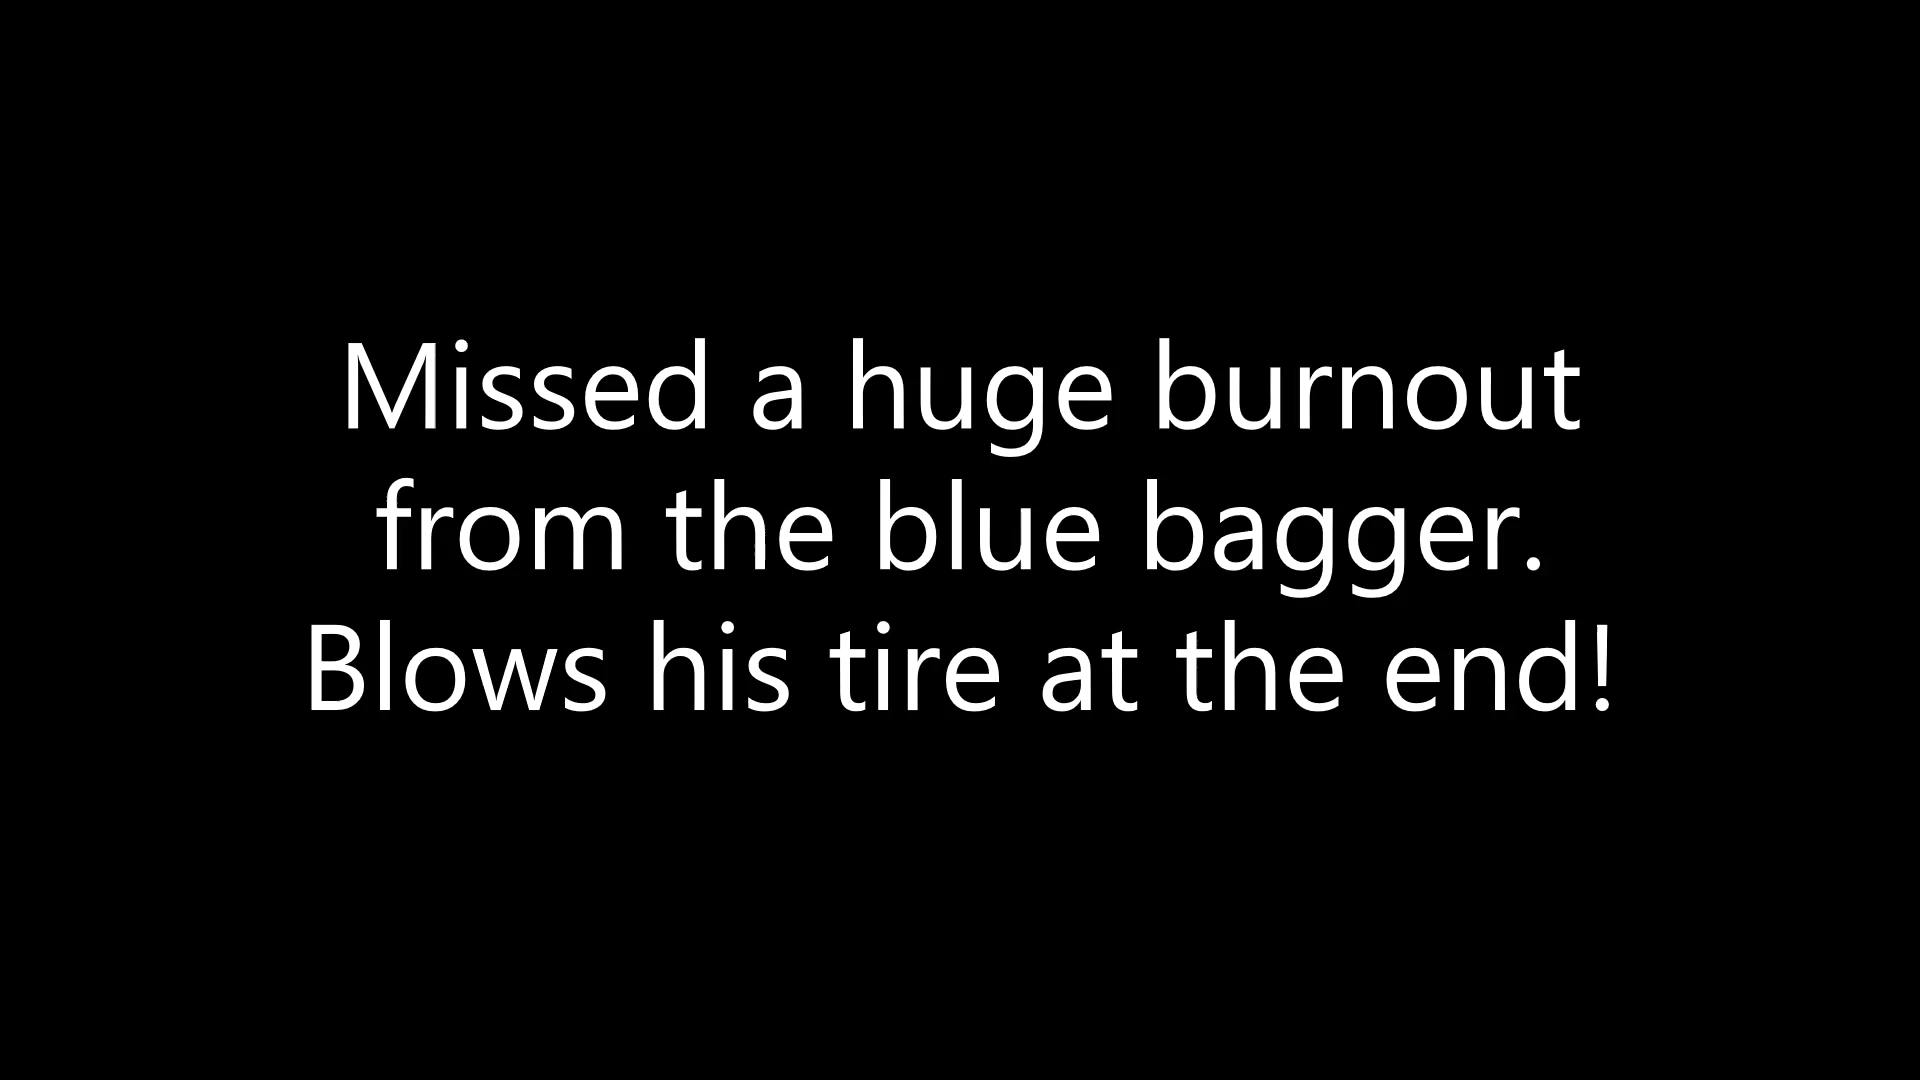 Missed a huge burnout
from the blue bagger.
Blows his tire at the end!